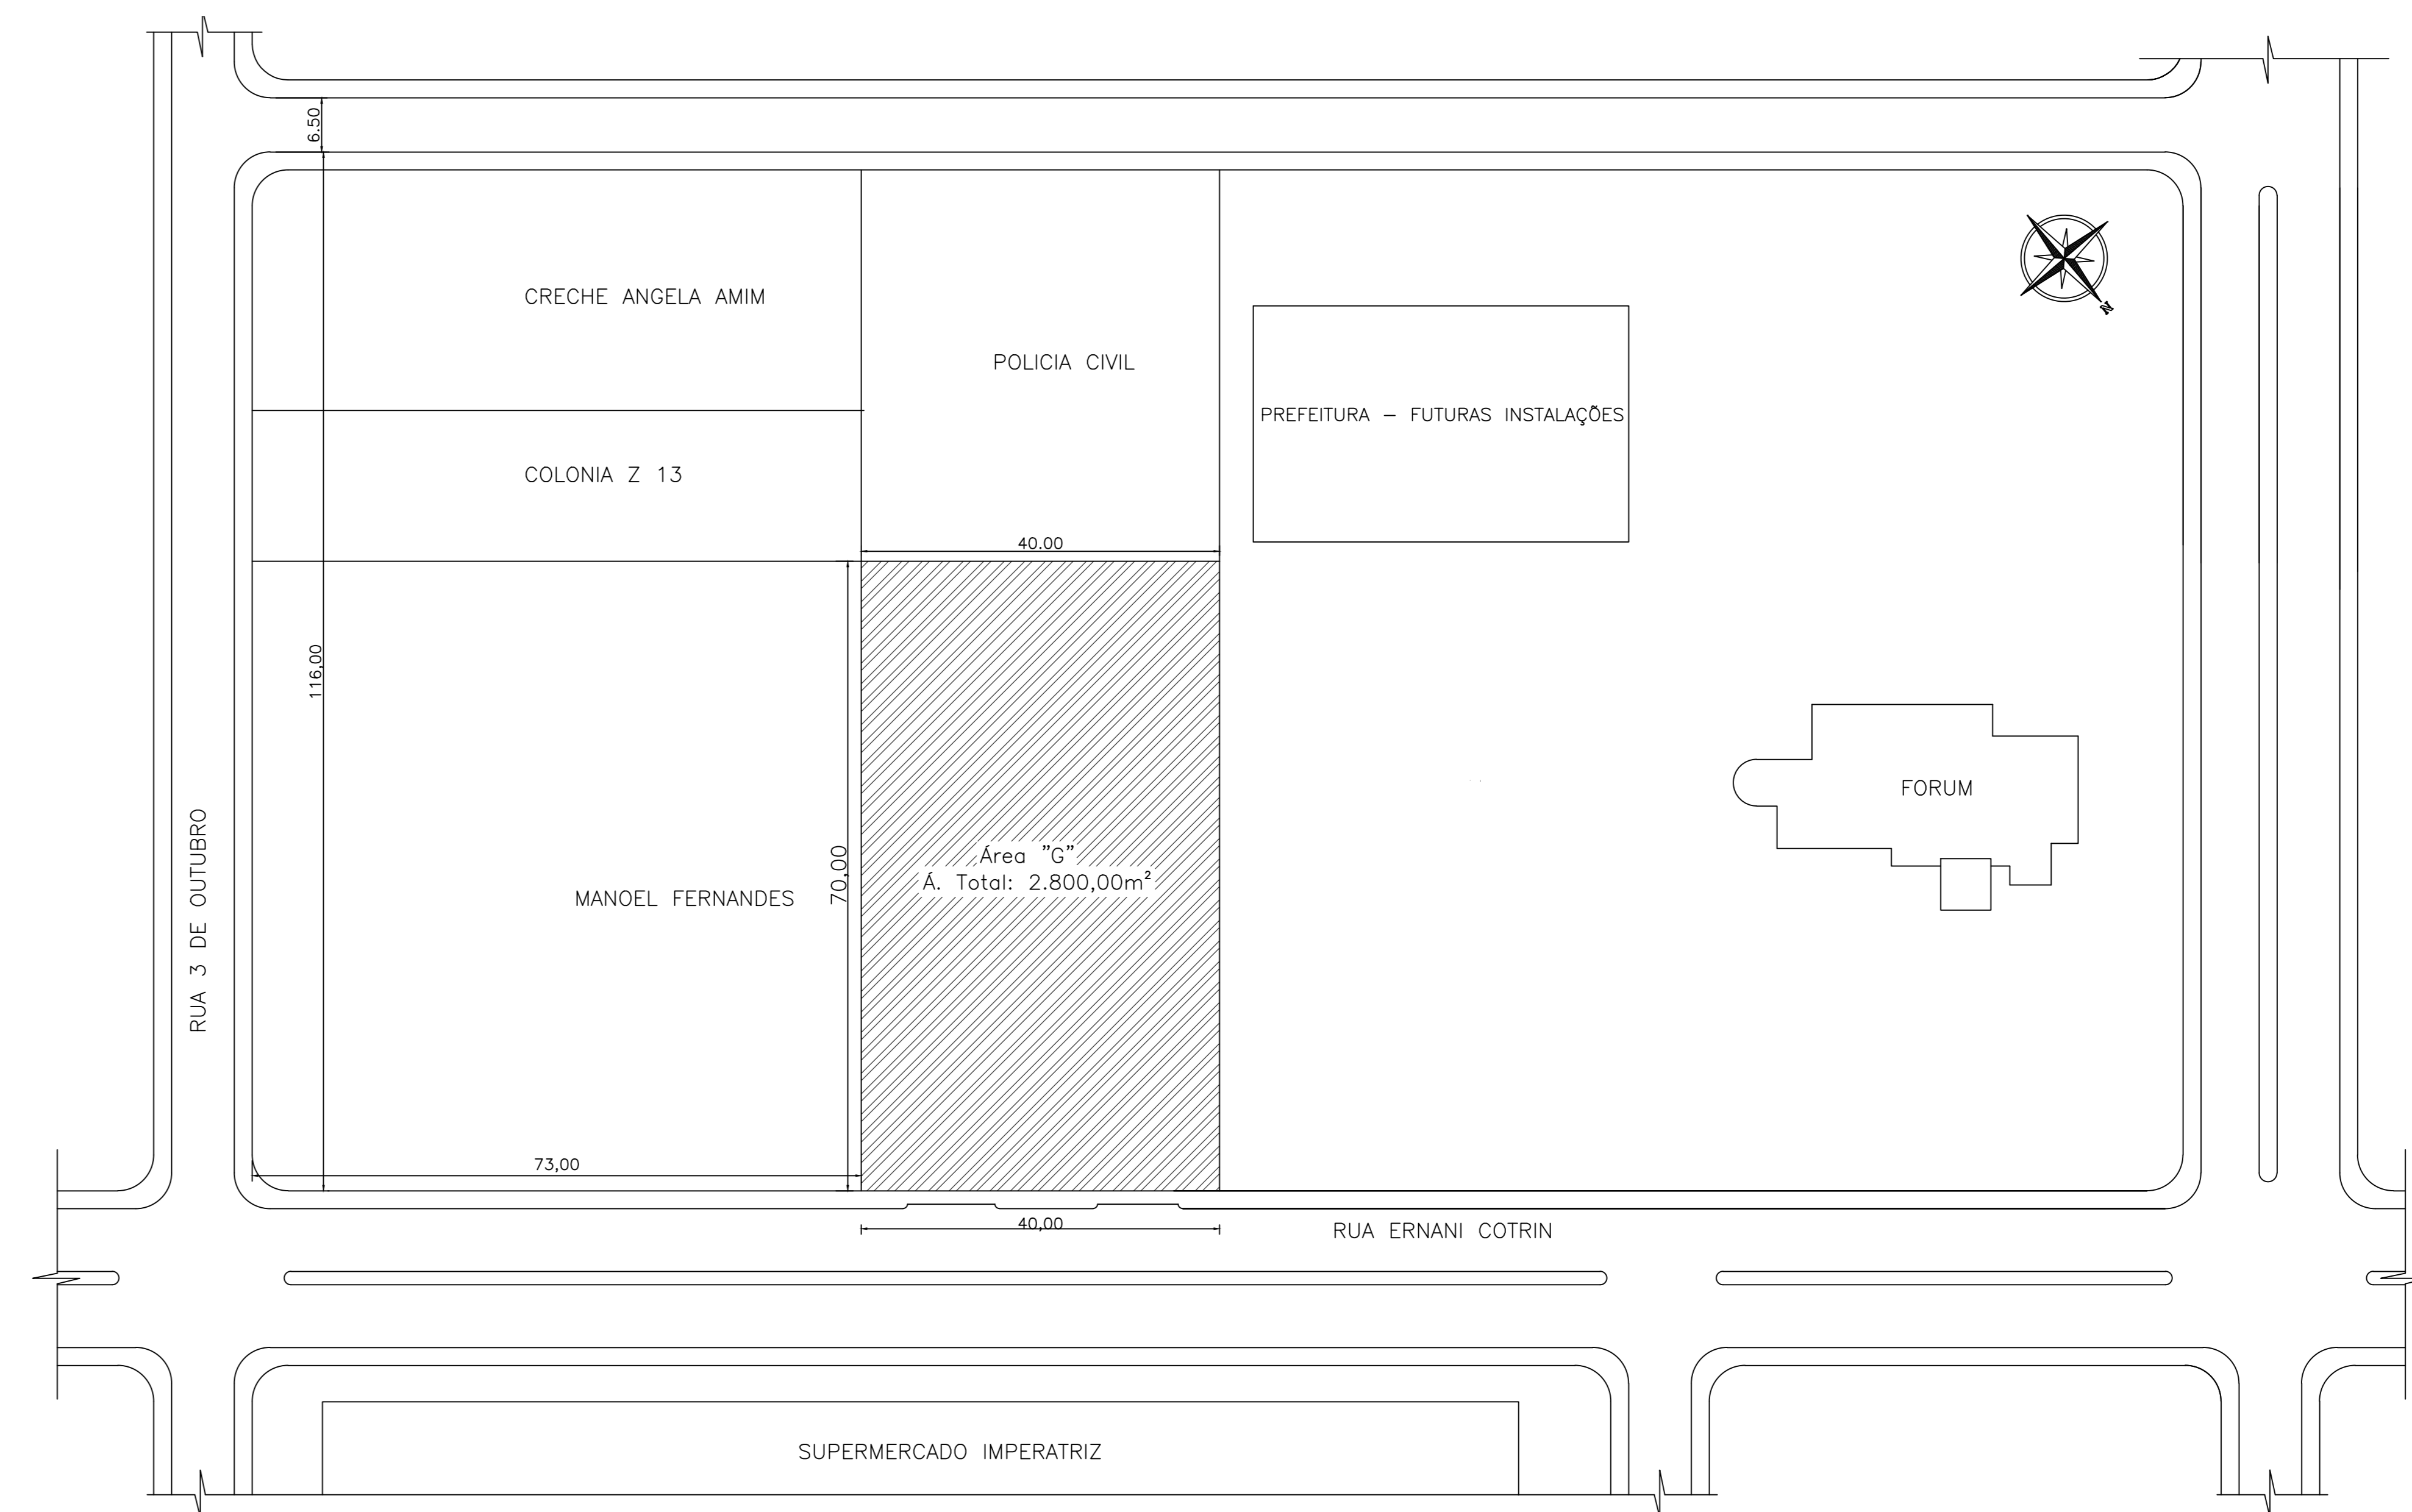 6.50
CRECHE ANGELA AMIM
POLICIA CIVIL
N
PREFEITURA – FUTURAS INSTALAÇÕES
COLONIA Z 13
40.00
116,00
FORUM
RUA 3 DE OUTUBRO
MANOEL FERNANDES
70,00
Área "G"
Á. Total: 2.800,00m²
73,00
40,00
RUA ERNANI COTRIN
SUPERMERCADO IMPERATRIZ